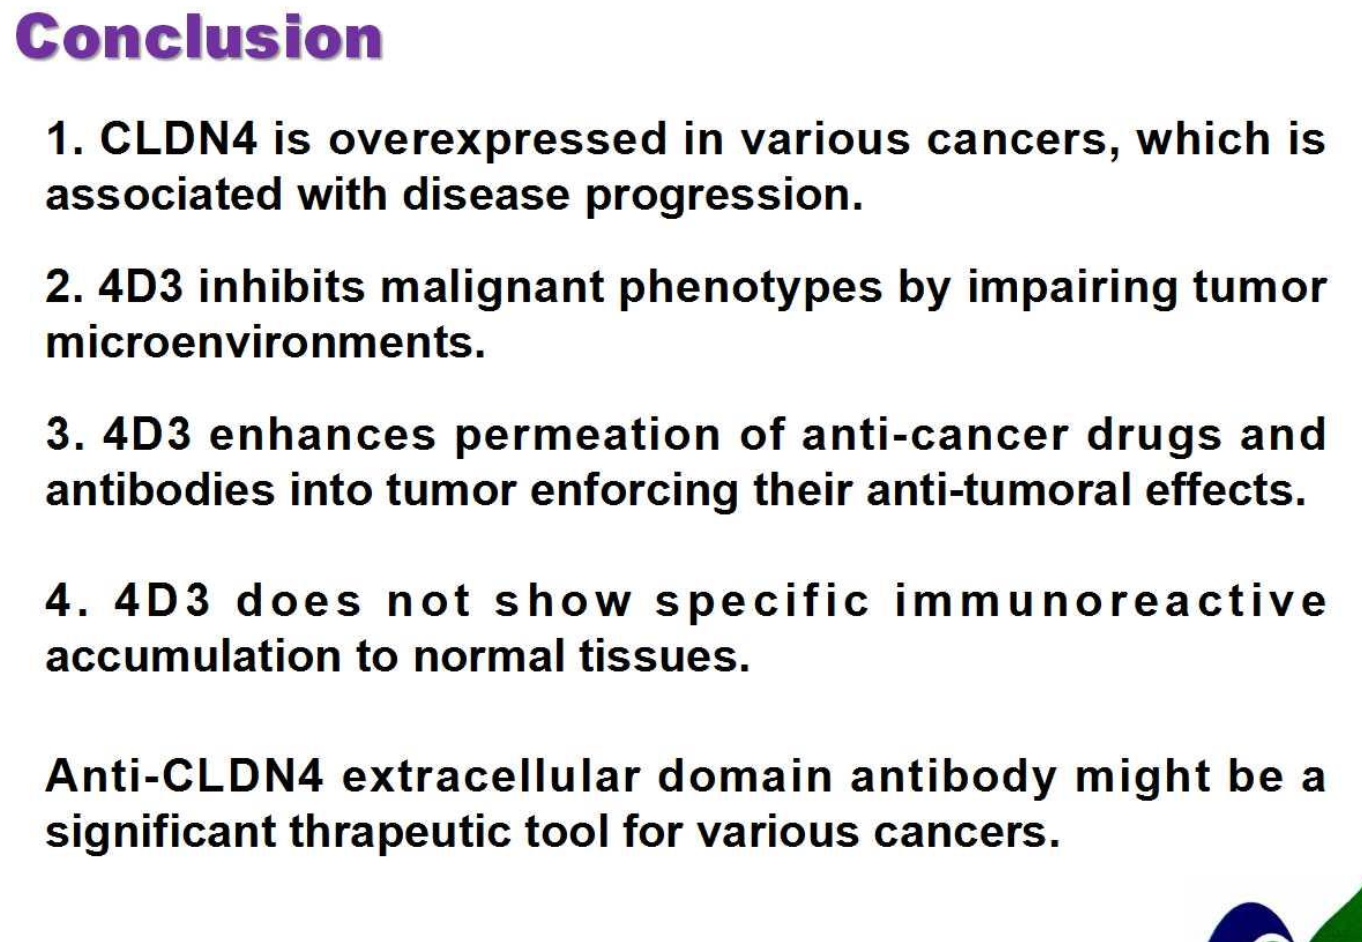 Conclusion
1. CLDN4 is overexpressed in various cancers, which is
associated with disease progression.
2. 4D3 inhibits malignant phenotypes by impairing tumor
microenvironments.
3. 4D3 enhances permeation of anti-cancer drugs and
antibodies into tumor enforcing their anti-tumoral effects.
4. 4D3 does not show specific immunoreactive
accumulation to normal tissues.
Anti-CLDN4 extracellular domain antibody might be a
significant thrapeutic tool for various cancers.